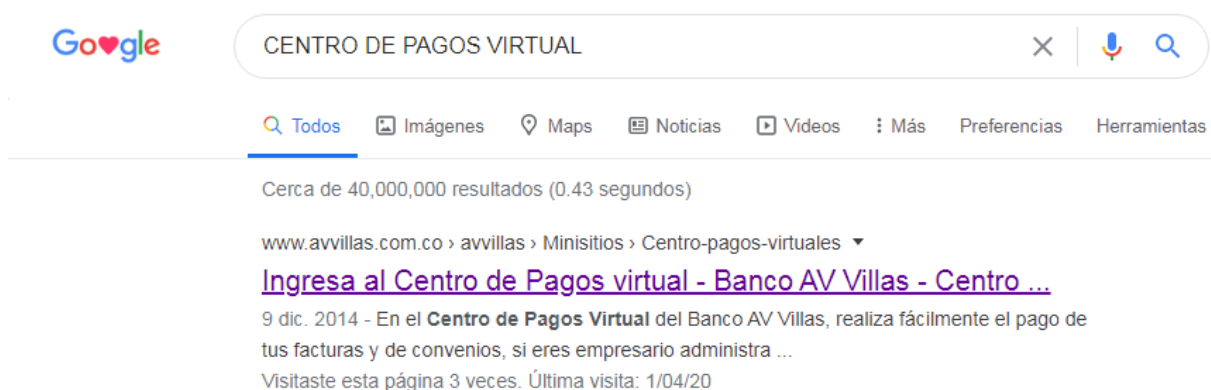 Google
CENTRO DE PAGOS VIRTUAL
Todos Imágenes Maps Noticias Videos Más Preferencias Herramientas
Cerca de 40,000,000 resultados (0.43 segundos)
www.avvillas.com.co › avvillas › Minisitios › Centro-pagos-virtuales
Ingresa al Centro de Pagos virtual - Banco AV Villas - Centro ...
9 dic. 2014 - En el Centro de Pagos Virtual del Banco AV Villas, realiza fácilmente el pago de
tus facturas y de convenios, si eres empresario administra ...
Visitaste esta página 3 veces. Última visita: 1/04/20